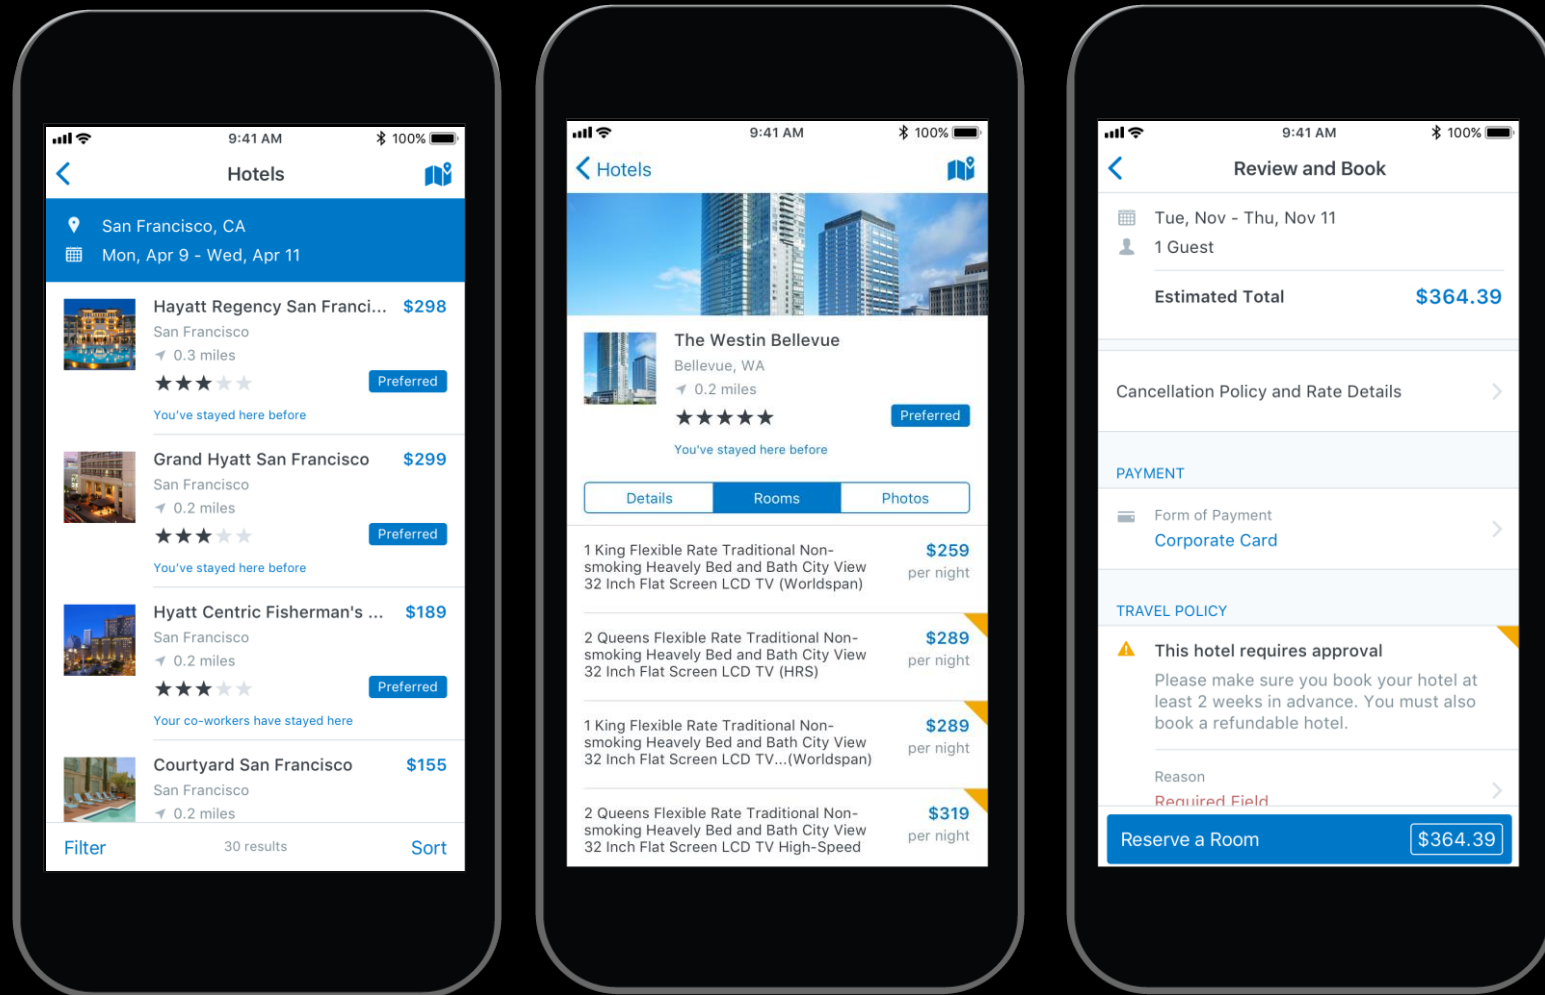 9:41 AM
100%
Hotels
San Francisco, CA
Mon, Apr 9 - Wed, Apr 11
Hayatt Regency San Franci... $298
San Francisco
0.3 miles
Preferred
You've stayed here before
Grand Hyatt San Francisco $299
San Francisco
0.2 miles
Preferred
You've stayed here before
Hyatt Centric Fisherman's ... $189
San Francisco
0.2 miles
Preferred
Your co-workers have stayed here
Courtyard San Francisco $155
San Francisco
0.2 miles
Filter 30 results Sort
9:41 AM
100%
Hotels
The Westin Bellevue
Bellevue, WA
0.2 miles
Preferred
You've stayed here before
Details Rooms Photos
1 King Flexible Rate Traditional Non-
smoking Heavely Bed and Bath City View
32 Inch Flat Screen LCD TV (Worldspan)
$259
per night
2 Queens Flexible Rate Traditional Non-
smoking Heavely Bed and Bath City View
32 Inch Flat Screen LCD TV (HRS)
$289
per night
1 King Flexible Rate Traditional Non-
smoking Heavely Bed and Bath City View
32 Inch Flat Screen LCD TV...(Worldspan)
$289
per night
2 Queens Flexible Rate Traditional Non-
smoking Heavely Bed and Bath City View
32 Inch Flat Screen LCD TV High-Speed
$319
per night
9:41 AM
100%
Review and Book
Tue, Nov - Thu, Nov 11
1 Guest
Estimated Total $364.39
Cancellation Policy and Rate Details
PAYMENT
Form of Payment
Corporate Card
TRAVEL POLICY
This hotel requires approval
Please make sure you book your hotel at
least 2 weeks in advance. You must also
book a refundable hotel.
Reason
Required Field
Reserve a Room $364.39